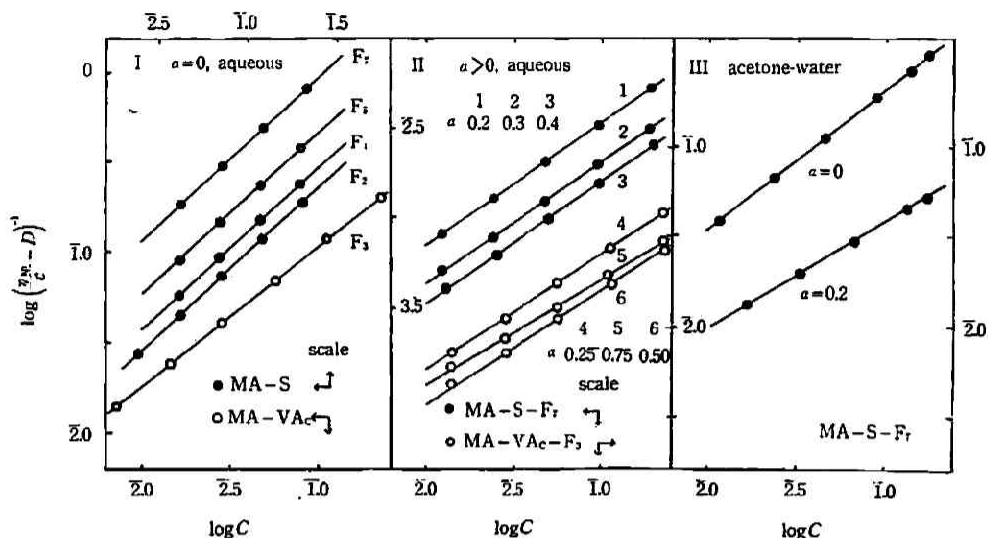 2̄.5 1̄.0 1̄.5
I a=0, aqueous
II a>0, aqueous
III acetone-water
0
1̄.0
2̄.0
log (ηsp/C − D)⁻¹
F₇
F₁
F₂
F₃
scale
MA-S
MA-VAc
1 2 3
a 0.2 0.3 0.4
2̄.5
3̄.5
1
2
3
4
5
6
4 5 6
a 0.25 0.75 0.50
scale
MA-S-F₇
MA-VAc-F₃
a=0
a=0.2
1̄.0
2̄.0
1̄.0
2̄.0
MA-S-F₇
2̄.0 2̄.5 1̄.0
2̄.0 2̄.5 1̄.0
2̄.0 2̄.5 1̄.0
logC
logC
logC